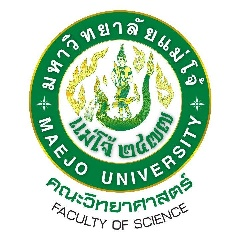 มหาวิทยาลัยแม่โจ้
แม่โจ้ ๒๔๗๗
MAEJO UNIVERSITY
คณะวิทยาศาสตร์
FACULTY OF SCIENCE